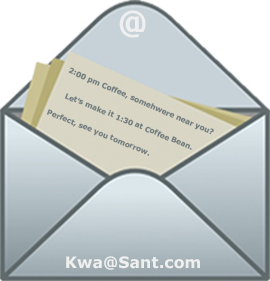 @
2:00 pm Coffee, somehwere near you?
Let's make it 1:30 at Coffee Bean.
Perfect, see you tomorrow.
Kwa@Sant.com